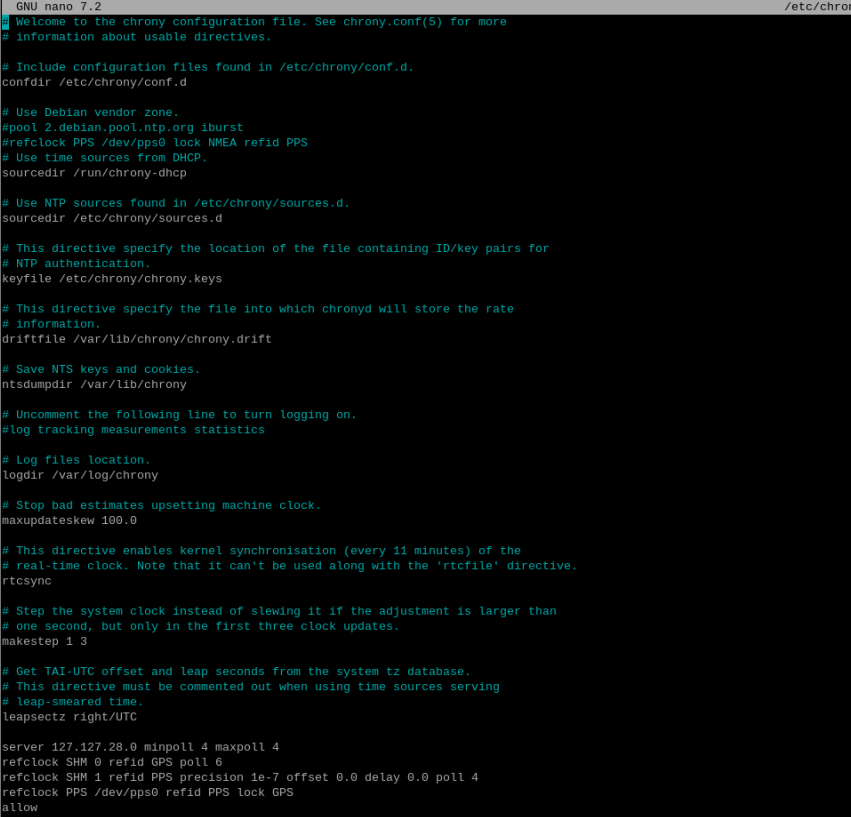 GNU nano 7.2 /etc/chron
# Welcome to the chrony configuration file. See chrony.conf(5) for more
# information about usable directives.

# Include configuration files found in /etc/chrony/conf.d.
confdir /etc/chrony/conf.d

# Use Debian vendor zone.
#pool 2.debian.pool.ntp.org iburst
#refclock PPS /dev/pps0 lock NMEA refid PPS
# Use time sources from DHCP.
sourcedir /run/chrony-dhcp

# Use NTP sources found in /etc/chrony/sources.d.
sourcedir /etc/chrony/sources.d

# This directive specify the location of the file containing ID/key pairs for
# NTP authentication.
keyfile /etc/chrony/chrony.keys

# This directive specify the file into which chronyd will store the rate
# information.
driftfile /var/lib/chrony/chrony.drift

# Save NTS keys and cookies.
ntsdumpdir /var/lib/chrony

# Uncomment the following line to turn logging on.
#log tracking measurements statistics

# Log files location.
logdir /var/log/chrony

# Stop bad estimates upsetting machine clock.
maxupdateskew 100.0

# This directive enables kernel synchronisation (every 11 minutes) of the
# real-time clock. Note that it can't be used along with the 'rtcfile' directive.
rtcsync

# Step the system clock instead of slewing it if the adjustment is larger than
# one second, but only in the first three clock updates.
makestep 1 3

# Get TAI-UTC offset and leap seconds from the system tz database.
# This directive must be commented out when using time sources serving
# leap-smeared time.
leapsectz right/UTC

server 127.127.28.0 minpoll 4 maxpoll 4
refclock SHM 0 refid GPS poll 6
refclock SHM 1 refid PPS precision 1e-7 offset 0.0 delay 0.0 poll 4
refclock PPS /dev/pps0 refid PPS lock GPS
allow